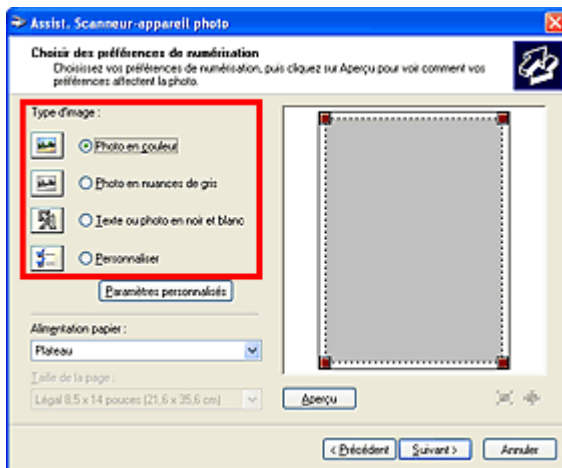 Assist. Scanneur-appareil photo
Choisir des préférences de numérisation
Choisissez vos préférences de numérisation, puis cliquez sur Aperçu pour voir comment vos
préférences affectent la photo.
Type d'image :
Photo en couleur
Photo en nuances de gris
Texte ou photo en noir et blanc
Personnaliser
Paramètres personnalisés
Alimentation papier :
Plateau
Taille de la page :
Légal 8,5 x 14 pouces (21,6 x 35,6 cm)
Aperçu
< Précédent
Suivant >
Annuler